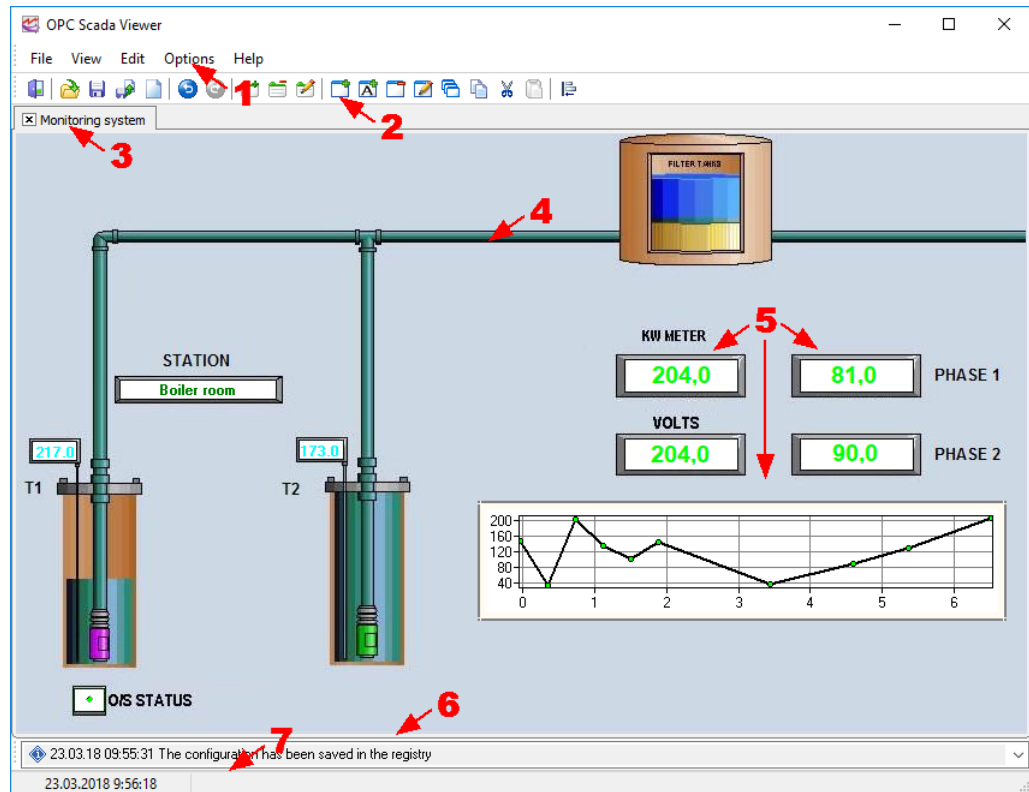 OPC Scada Viewer
File View Edit Options Help
1
2
Monitoring system
3
FILTER TANKS
4
5
KW METER
STATION
204,0 81,0 PHASE 1
Boiler room
VOLTS
217.0 173.0 204,0 90,0 PHASE 2
T1 T2
200
160
120
80
40
0 1 2 3 4 5 6
O/S STATUS
6
7
23.03.18 09:55:31 The configuration has been saved in the registry
23.03.2018 9:56:18